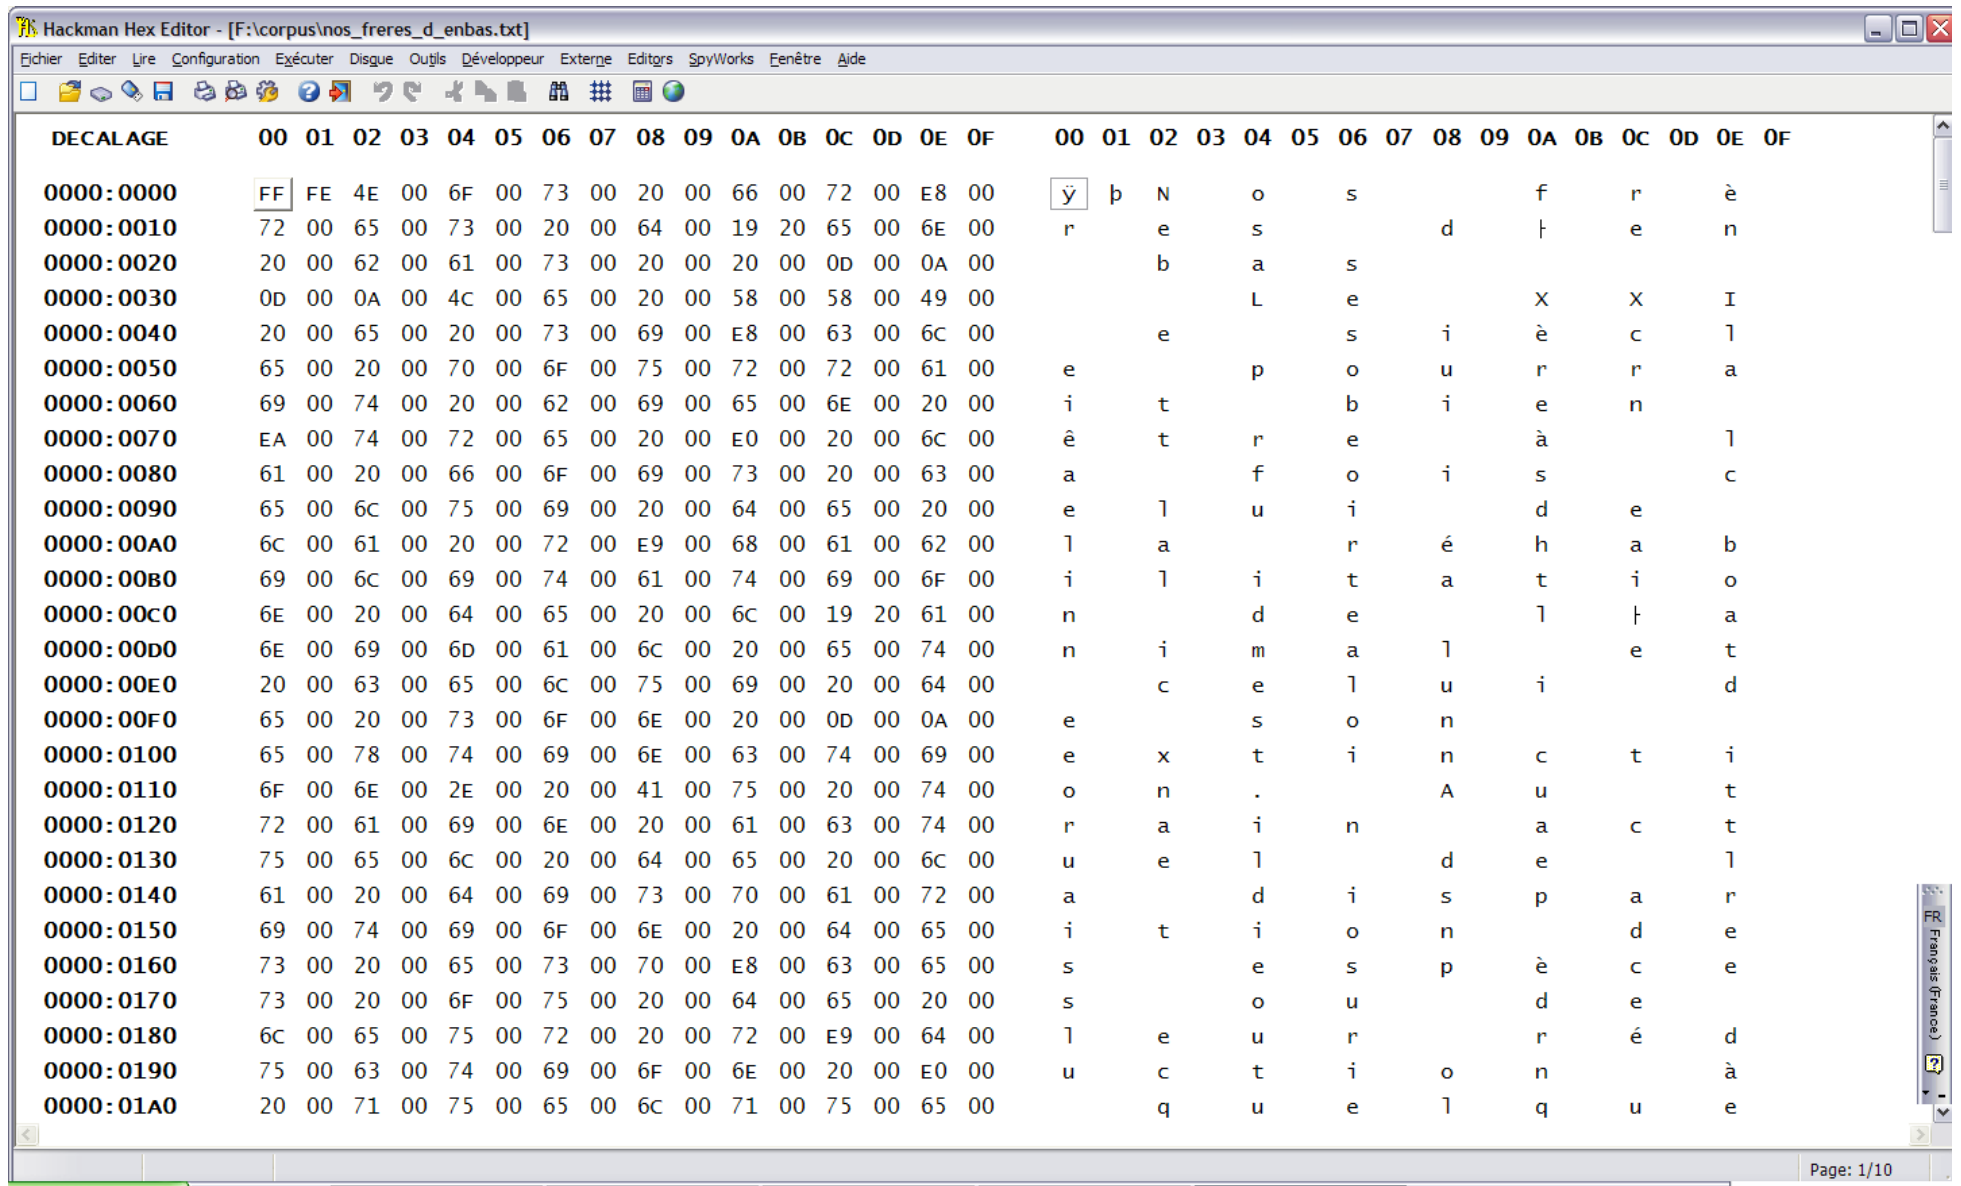 Hackman Hex Editor - [F:\corpus\nos_freres_d_enbas.txt]
Fichier Editer Lire Configuration Exécuter Disque Outils Développeur Externe Editors SpyWorks Fenêtre Aide
DECALAGE 00 01 02 03 04 05 06 07 08 09 0A 0B 0C 0D 0E 0F 00 01 02 03 04 05 06 07 08 09 0A 0B 0C 0D 0E 0F
0000:0000 FF FE 4E 00 6F 00 73 00 20 00 66 00 72 00 E8 00 ÿ þ N o s f r è
0000:0010 72 00 65 00 73 00 20 00 64 00 19 20 65 00 6E 00 r e s d ├ e n
0000:0020 20 00 62 00 61 00 73 00 20 00 20 00 0D 00 0A 00 b a s
0000:0030 0D 00 0A 00 4C 00 65 00 20 00 58 00 58 00 49 00 L e X X I
0000:0040 20 00 65 00 20 00 73 00 69 00 E8 00 63 00 6C 00 e s i è c l
0000:0050 65 00 20 00 70 00 6F 00 75 00 72 00 72 00 61 00 e p o u r r a
0000:0060 69 00 74 00 20 00 62 00 69 00 65 00 6E 00 20 00 i t b i e n
0000:0070 EA 00 74 00 72 00 65 00 20 00 E0 00 20 00 6C 00 ê t r e à l
0000:0080 61 00 20 00 66 00 6F 00 69 00 73 00 20 00 63 00 a f o i s c
0000:0090 65 00 6C 00 75 00 69 00 20 00 64 00 65 00 20 00 e l u i d e
0000:00A0 6C 00 61 00 20 00 72 00 E9 00 68 00 61 00 62 00 l a r é h a b
0000:00B0 69 00 6C 00 69 00 74 00 61 00 74 00 69 00 6F 00 i l i t a t i o
0000:00C0 6E 00 20 00 64 00 65 00 20 00 6C 00 19 20 61 00 n d e l ├ a
0000:00D0 6E 00 69 00 6D 00 61 00 6C 00 20 00 65 00 74 00 n i m a l e t
0000:00E0 20 00 63 00 65 00 6C 00 75 00 69 00 20 00 64 00 c e l u i d
0000:00F0 65 00 20 00 73 00 6F 00 6E 00 20 00 0D 00 0A 00 e s o n
0000:0100 65 00 78 00 74 00 69 00 6E 00 63 00 74 00 69 00 e x t i n c t i
0000:0110 6F 00 6E 00 2E 00 20 00 41 00 75 00 20 00 74 00 o n . A u t
0000:0120 72 00 61 00 69 00 6E 00 20 00 61 00 63 00 74 00 r a i n a c t
0000:0130 75 00 65 00 6C 00 20 00 64 00 65 00 20 00 6C 00 u e l d e l
0000:0140 61 00 20 00 64 00 69 00 73 00 70 00 61 00 72 00 a d i s p a r
0000:0150 69 00 74 00 69 00 6F 00 6E 00 20 00 64 00 65 00 i t i o n d e
0000:0160 73 00 20 00 65 00 73 00 70 00 E8 00 63 00 65 00 s e s p è c e
0000:0170 73 00 20 00 6F 00 75 00 20 00 64 00 65 00 20 00 s o u d e
0000:0180 6C 00 65 00 75 00 72 00 20 00 72 00 E9 00 64 00 l e u r r é d
0000:0190 75 00 63 00 74 00 69 00 6F 00 6E 00 20 00 E0 00 u c t i o n à
0000:01A0 20 00 71 00 75 00 65 00 6C 00 71 00 75 00 65 00 q u e l q u e
FR Français (France)
Page: 1/10